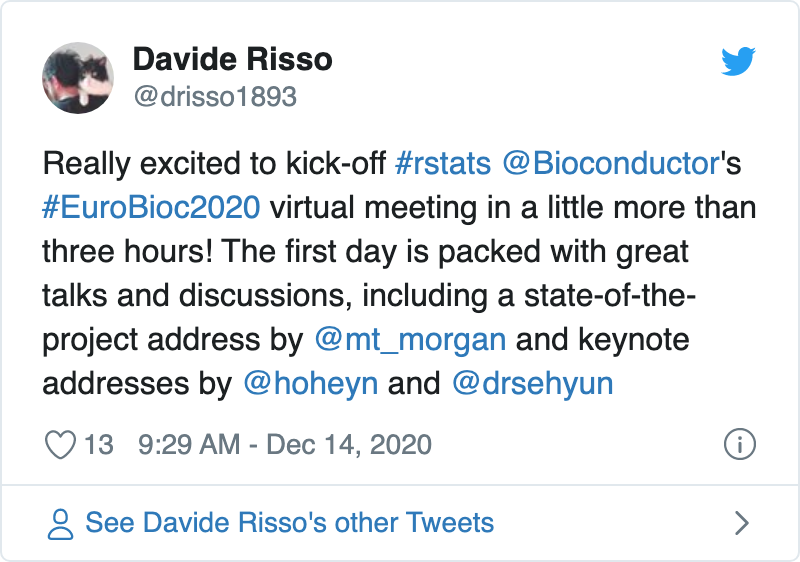 Davide Risso
@drisso1893
Really excited to kick-off #rstats @Bioconductor's
#EuroBioc2020 virtual meeting in a little more than
three hours! The first day is packed with great
talks and discussions, including a state-of-the-
project address by @mt_morgan and keynote
addresses by @hoheyn and @drsehyun
13 9:29 AM - Dec 14, 2020
See Davide Risso's other Tweets